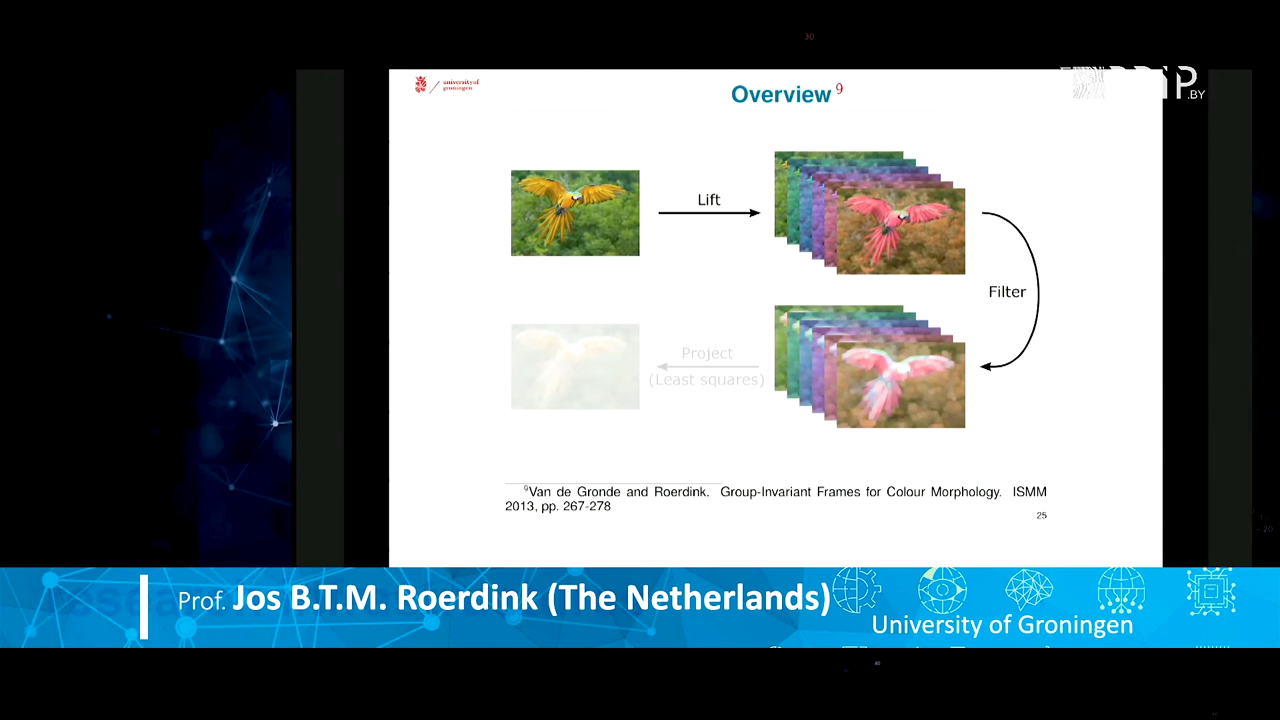 30
university of
groningen
Overview 9
.BY
Lift
Filter
Project
(Least squares)
9Van de Gronde and Roerdink. Group-Invariant Frames for Colour Morphology. ISMM
2013, pp. 267-278
25
Prof. Jos B.T.M. Roerdink (The Netherlands)
University of Groningen